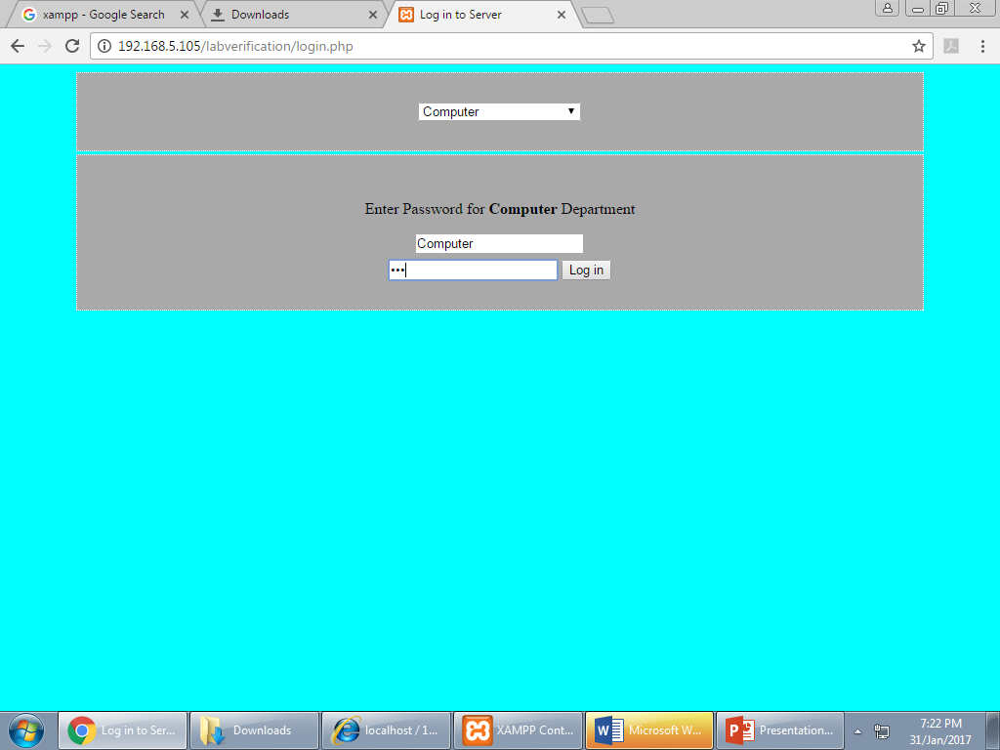 xampp - Google Search
Downloads
Log in to Server
192.168.5.105/labverification/login.php
Computer
Enter Password for Computer Department
Computer
•••
Log in
Log in to Ser...
Downloads
localhost / 1...
XAMPP Cont...
Microsoft W...
Presentation...
7:22 PM
31/Jan/2017